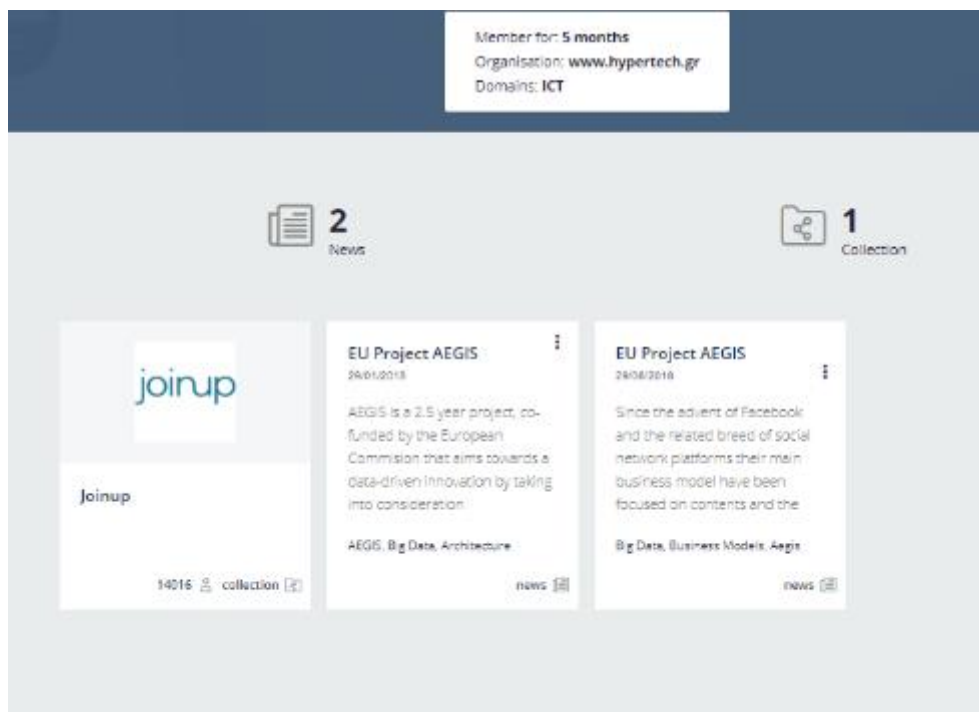 Member for: 5 months
Organisation: www.hypertech.gr
Domains: ICT
2
News
1
Collection
joinup
Joinup
14016
collection
EU Project AEGIS
29/01/2018
AEGIS is a 2.5 year project, co-
funded by the European
Commision that aims towards a
data-driven innovation by taking
into consideration
AEGIS, Big Data, Architecture
news
EU Project AEGIS
Since the advent of Facebook
and the related breed of social
network platforms their main
business model have been
focused on contents and the
Big Data, Business Models, Aegis
news